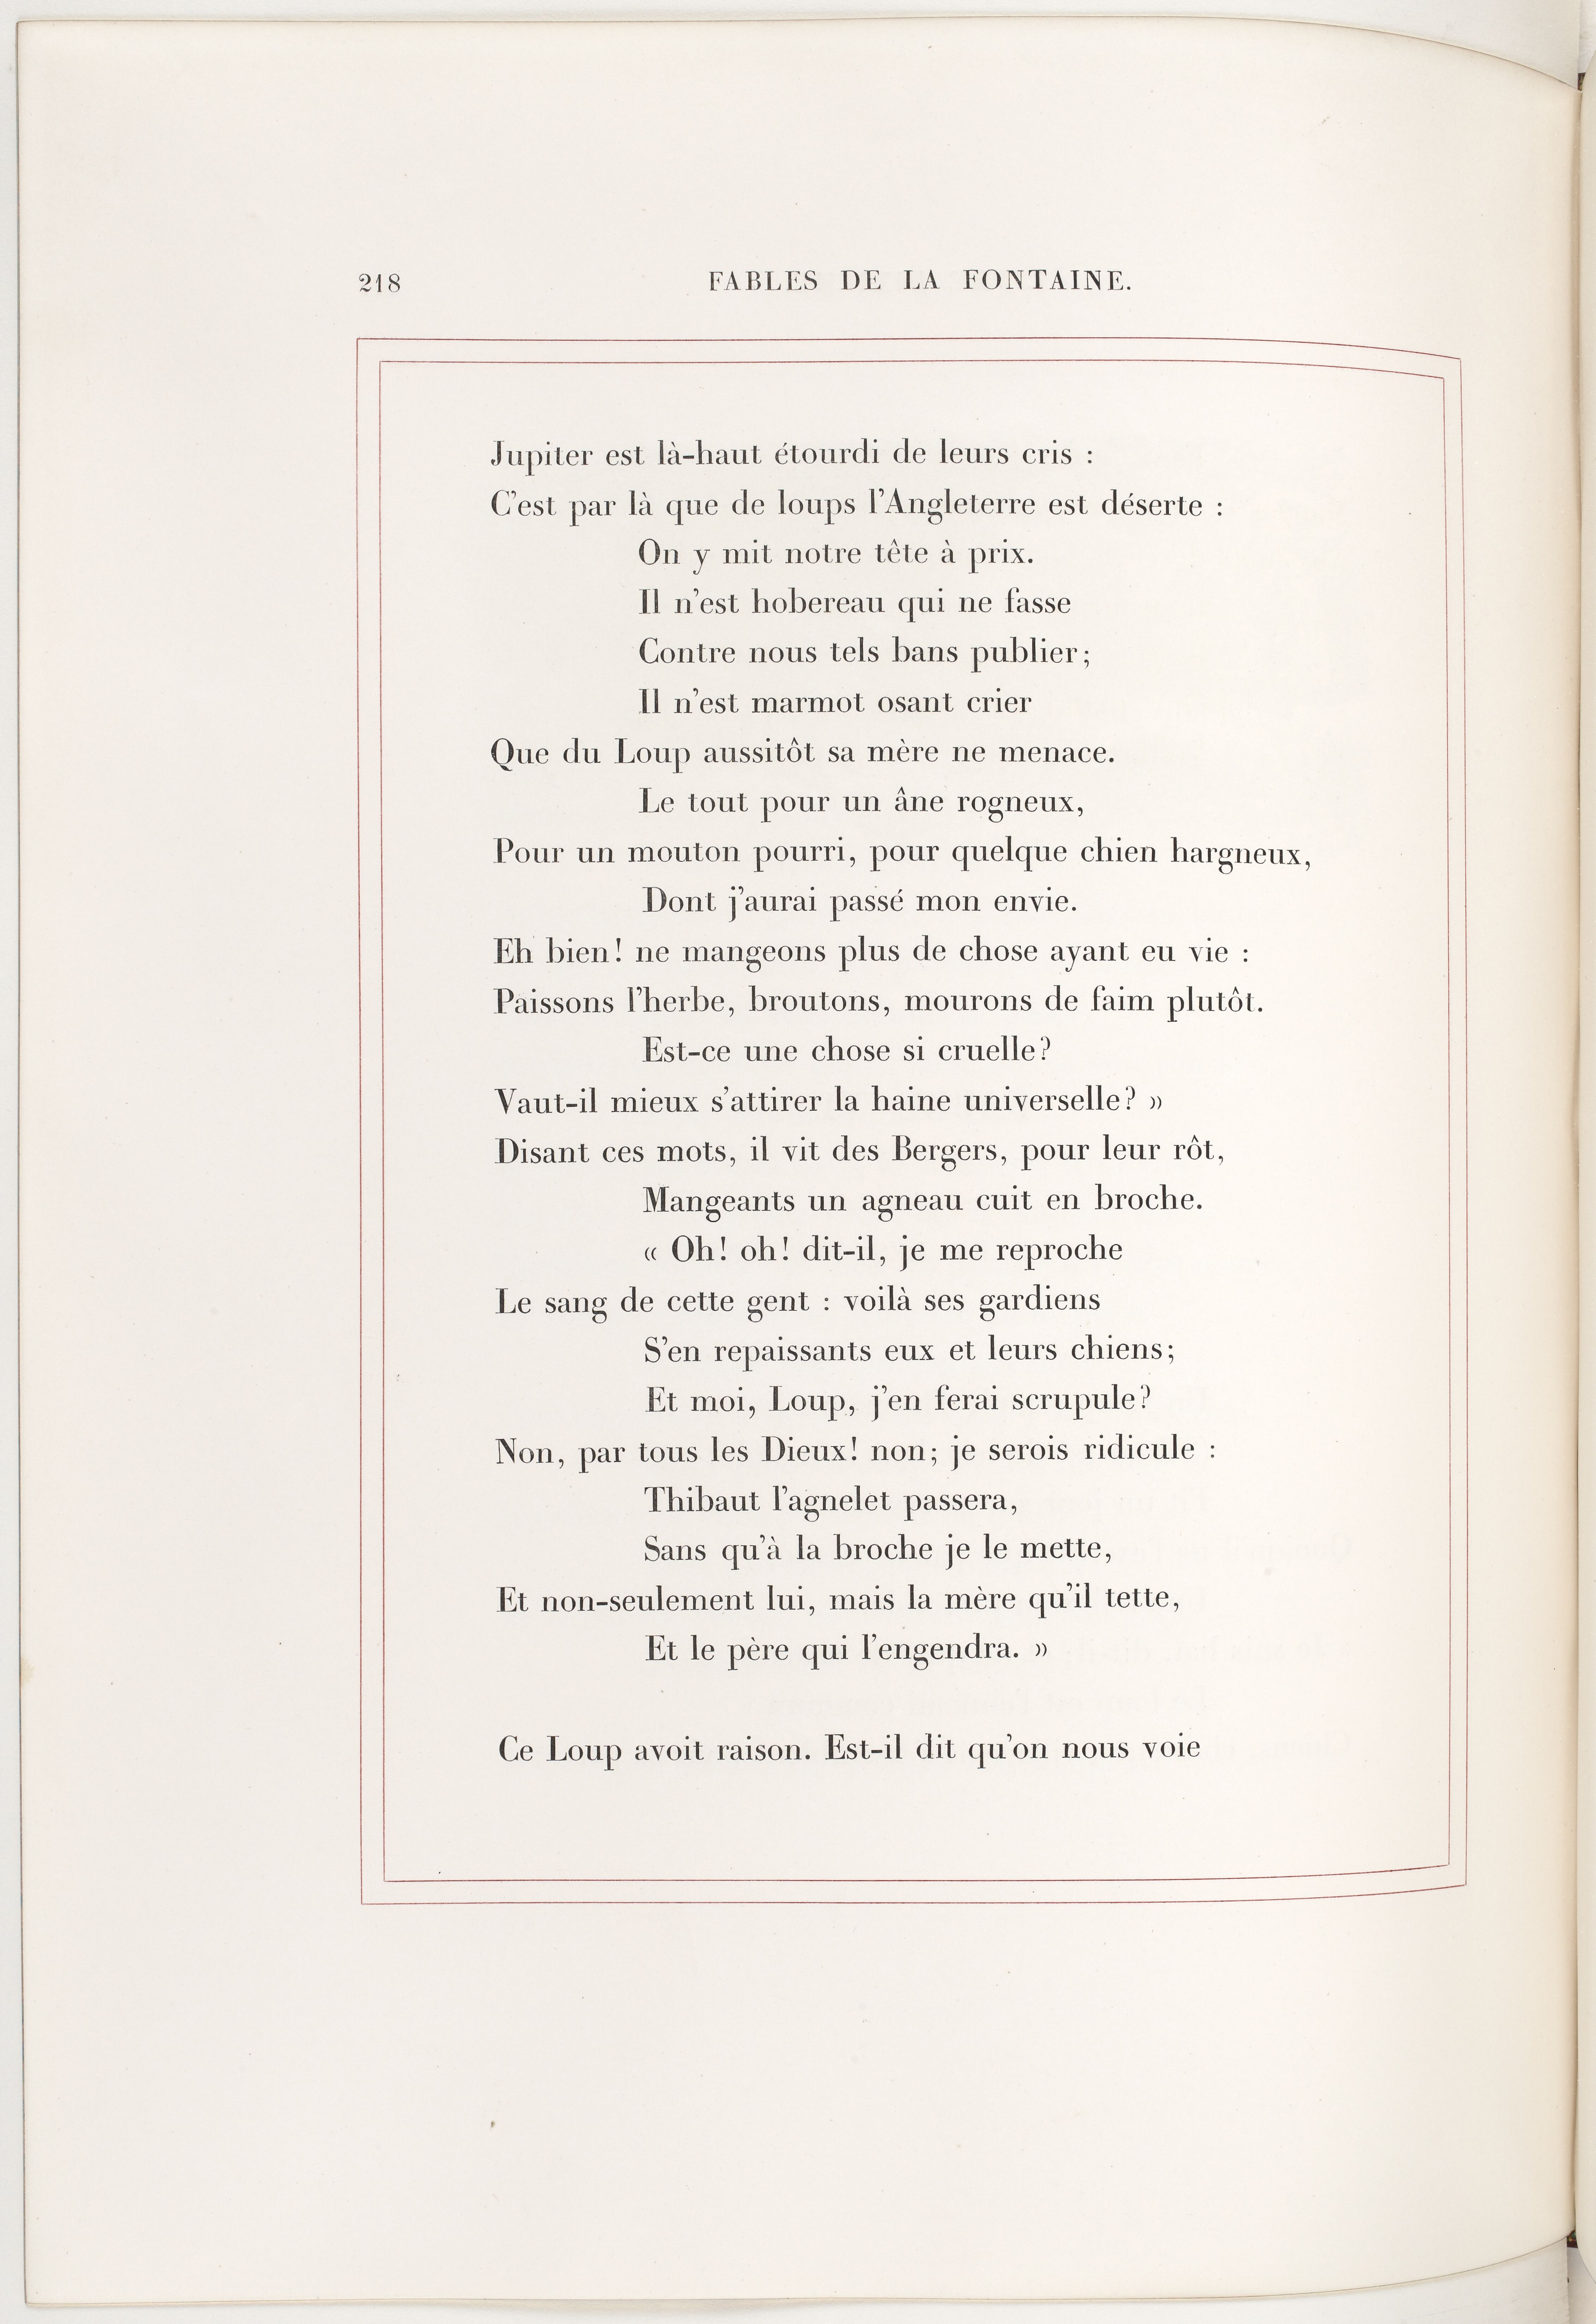 218
FABLES DE LA FONTAINE.
Jupiter est là-haut étourdi de leurs cris :
C'est par là que de loups l'Angleterre est déserte :
On y mit notre tête à prix.
Il n'est hobereau qui ne fasse
Contre nous tels bans publier;
Il n'est marmot osant crier
Que du Loup aussitôt sa mère ne menace.
Le tout pour un âne rogneux,
Pour un mouton pourri, pour quelque chien hargneux,
Dont j'aurai passé mon envie.
Eh bien! ne mangeons plus de chose ayant eu vie :
Paissons l'herbe, broutons, mourons de faim plutôt.
Est-ce une chose si cruelle?
Vaut-il mieux s'attirer la haine universelle? »
Disant ces mots, il vit des Bergers, pour leur rôt,
Mangeants un agneau cuit en broche.
« Oh! oh! dit-il, je me reproche
Le sang de cette gent : voilà ses gardiens
S'en repaissants eux et leurs chiens;
Et moi, Loup, j'en ferai scrupule?
Non, par tous les Dieux! non; je serois ridicule :
Thibaut l'agnelet passera,
Sans qu'à la broche je le mette,
Et non-seulement lui, mais la mère qu'il tette,
Et le père qui l'engendra. »
Ce Loup avoit raison. Est-il dit qu'on nous voie